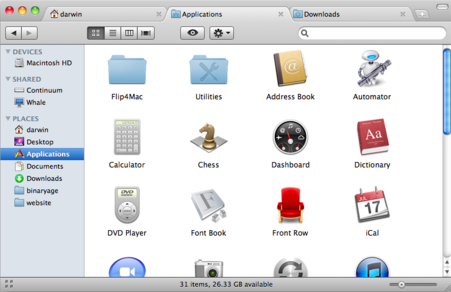 darwin
Applications
Downloads
DEVICES
Macintosh HD
SHARED
Continuum
Whale
PLACES
darwin
Desktop
Applications
Documents
Downloads
binaryage
website
Flip4Mac
Utilities
Address Book
Automator
Calculator
Chess
Dashboard
Dictionary
DVD Player
Font Book
Front Row
iCal
31 items, 26.33 GB available